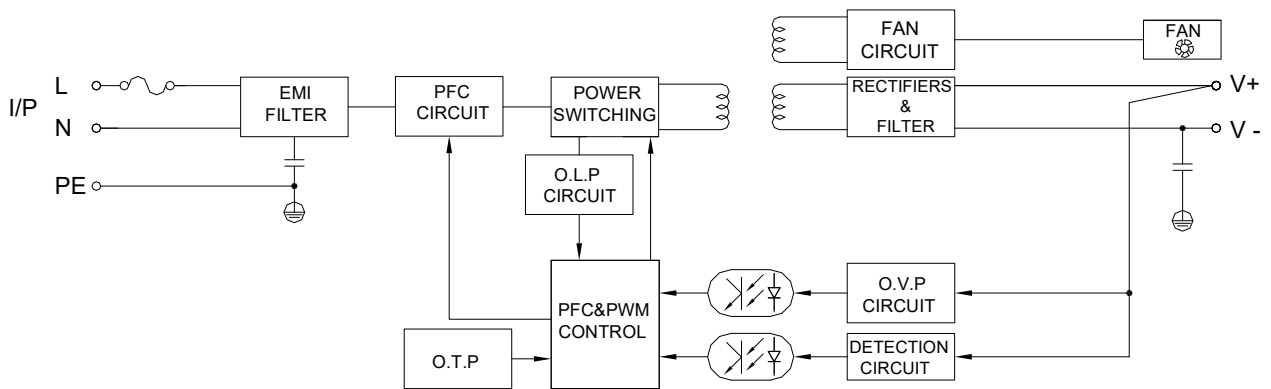 FAN
CIRCUIT
FAN
I/P
L
N
PE
EMI
FILTER
PFC
CIRCUIT
POWER
SWITCHING
RECTIFIERS
&
FILTER
V+
V -
O.L.P
CIRCUIT
PFC&PWM
CONTROL
O.V.P
CIRCUIT
O.T.P
DETECTION
CIRCUIT